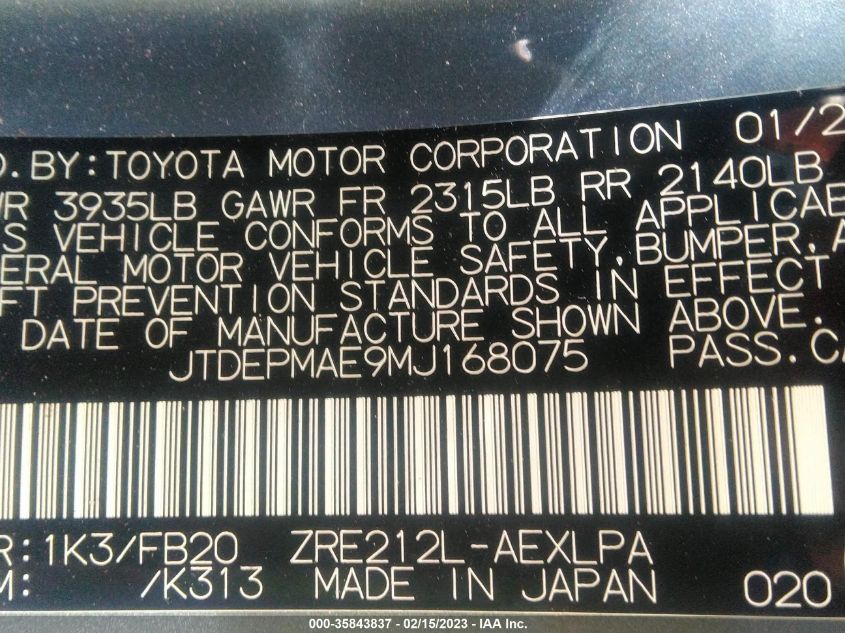 D. BY: TOYOTA MOTOR CORPORATION 01/2
WR 3935LB GAWR FR 2315LB RR 2140LB
S VEHICLE CONFORMS TO ALL APPLICAB
ERAL MOTOR VEHICLE SAFETY, BUMPER, A
FT PREVENTION STANDARDS IN EFFECT
DATE OF MANUFACTURE SHOWN ABOVE.
JTDEPMAE9MJ168075 PASS. CA
R: 1K3/FB20 ZRE212L-AEXLPA
M: /K313 MADE IN JAPAN 020
000-35843837 - 02/15/2023 - IAA Inc.